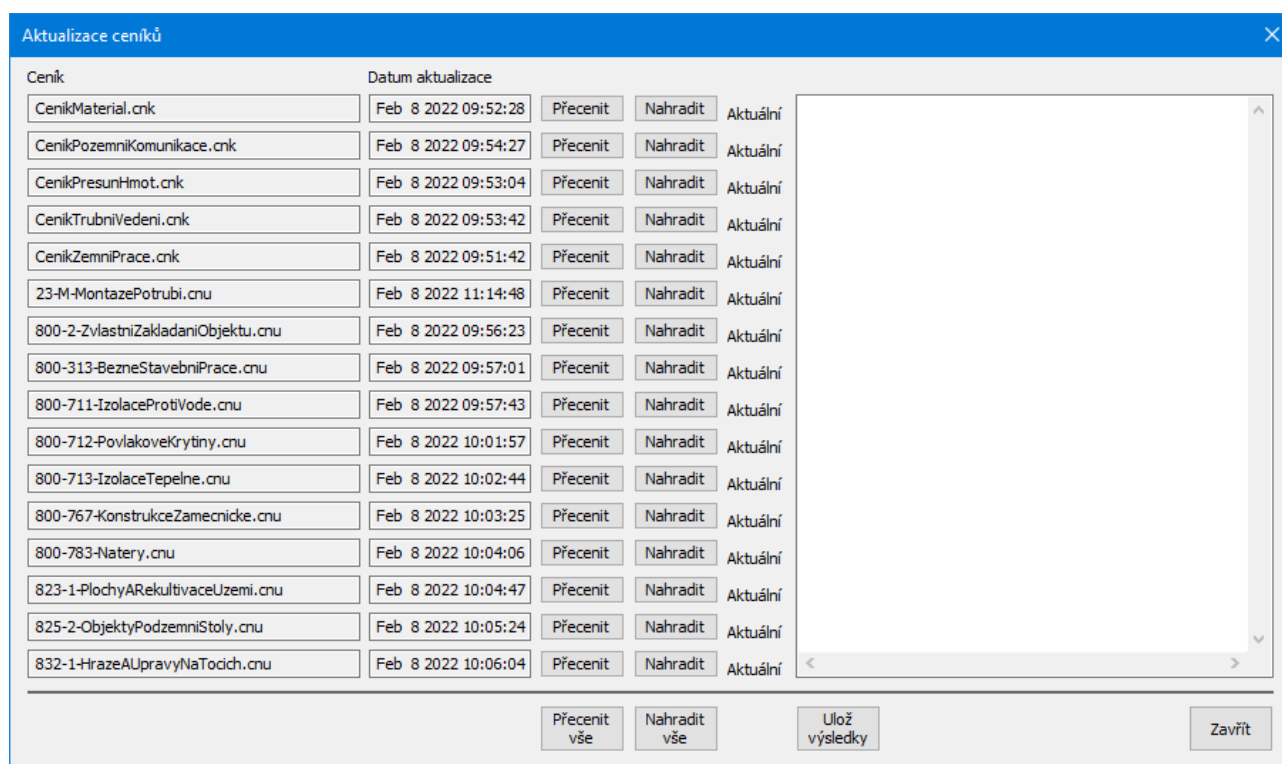 Aktualizace ceníků
Ceník Datum aktualizace
CenikMaterial.cnk Feb 8 2022 09:52:28 Přecenit Nahradit Aktuální
CenikPozemniKomunikace.cnk Feb 8 2022 09:54:27 Přecenit Nahradit Aktuální
CenikPresunHmot.cnk Feb 8 2022 09:53:04 Přecenit Nahradit Aktuální
CenikTrubniVedeni.cnk Feb 8 2022 09:53:42 Přecenit Nahradit Aktuální
CenikZemniPrace.cnk Feb 8 2022 09:51:42 Přecenit Nahradit Aktuální
23-M-MontazePotrubi.cnu Feb 8 2022 11:14:48 Přecenit Nahradit Aktuální
800-2-ZvlastniZakladaniObjektu.cnu Feb 8 2022 09:56:23 Přecenit Nahradit Aktuální
800-313-BezneStavebniPrace.cnu Feb 8 2022 09:57:01 Přecenit Nahradit Aktuální
800-711-IzolaceProtiVode.cnu Feb 8 2022 09:57:43 Přecenit Nahradit Aktuální
800-712-PovlakoveKrytiny.cnu Feb 8 2022 10:01:57 Přecenit Nahradit Aktuální
800-713-IzolaceTepelne.cnu Feb 8 2022 10:02:44 Přecenit Nahradit Aktuální
800-767-KonstrukceZamecnicke.cnu Feb 8 2022 10:03:25 Přecenit Nahradit Aktuální
800-783-Natery.cnu Feb 8 2022 10:04:06 Přecenit Nahradit Aktuální
823-1-PlochyARekultivaceUzemi.cnu Feb 8 2022 10:04:47 Přecenit Nahradit Aktuální
825-2-ObjektyPodzemniStoly.cnu Feb 8 2022 10:05:24 Přecenit Nahradit Aktuální
832-1-HrazeAUpravyNaTocich.cnu Feb 8 2022 10:06:04 Přecenit Nahradit Aktuální
Přecenit Nahradit Ulož
vše vše výsledky Zavřít